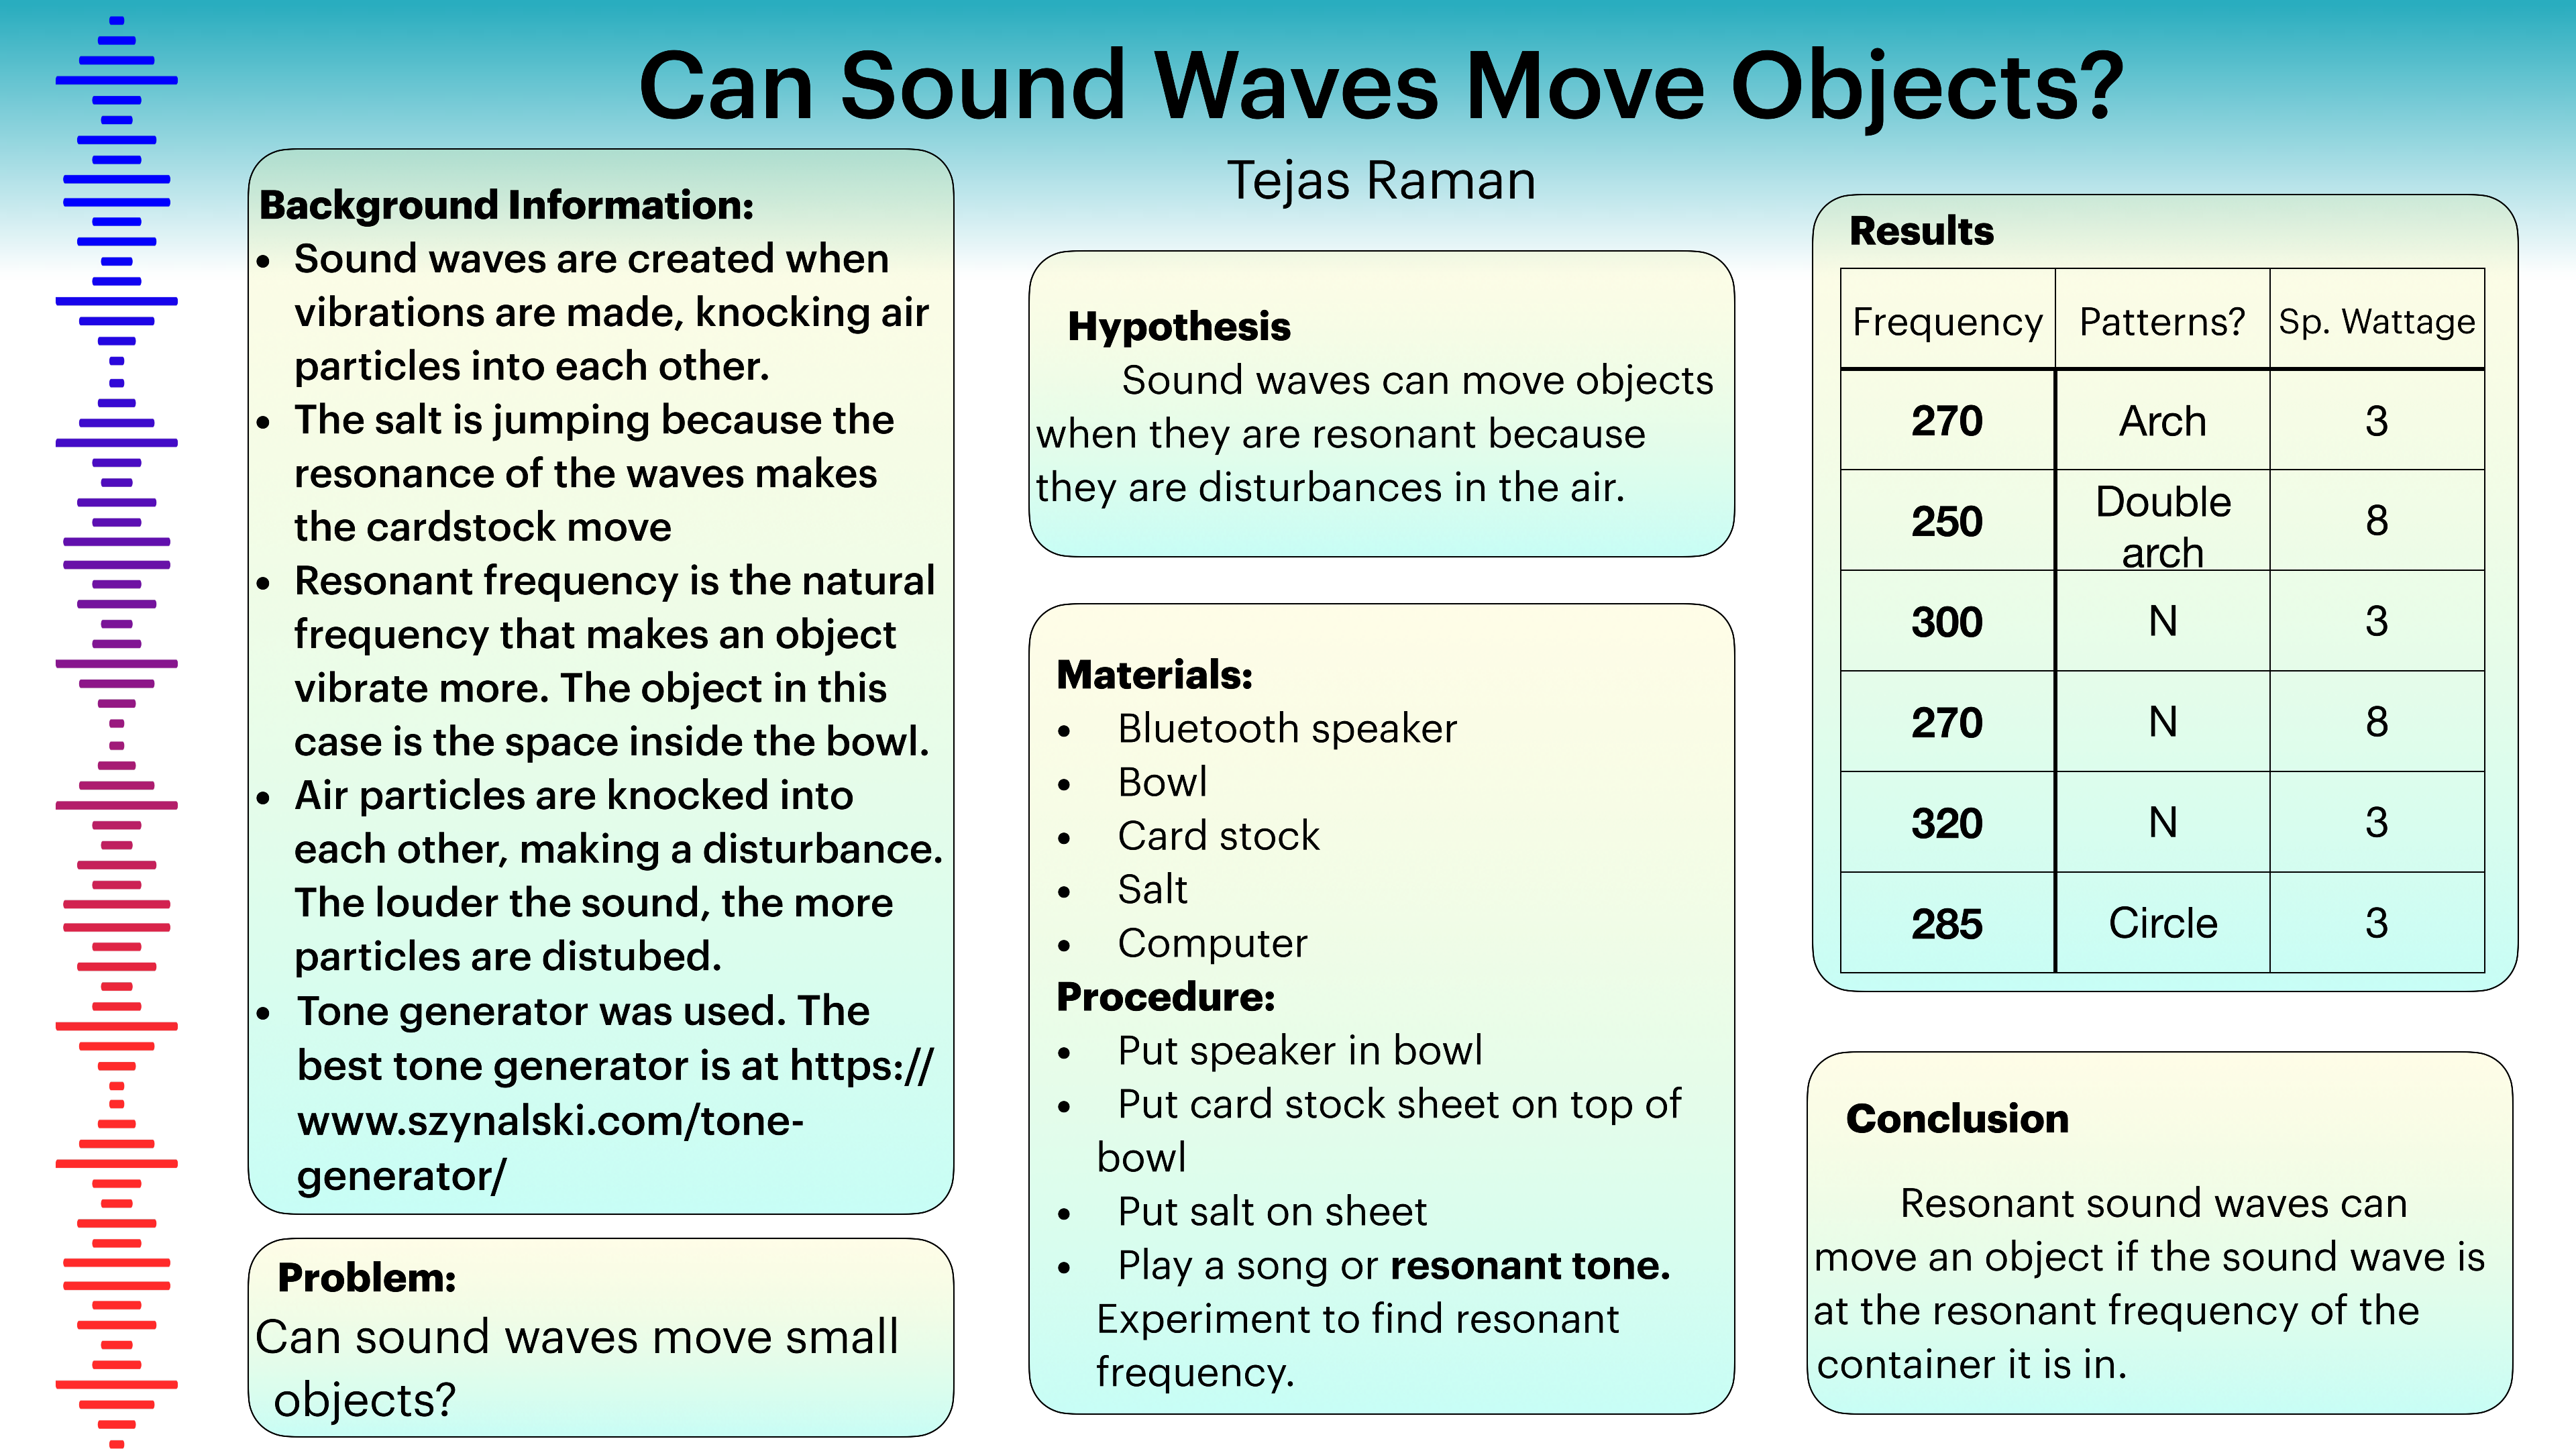 Can Sound Waves Move Objects?
Tejas Raman
Background Information:
• Sound waves are created when
vibrations are made, knocking air
particles into each other.
• The salt is jumping because the
resonance of the waves makes
the cardstock move
• Resonant frequency is the natural
frequency that makes an object
vibrate more. The object in this
case is the space inside the bowl.
• Air particles are knocked into
each other, making a disturbance.
The louder the sound, the more
particles are distubed.
• Tone generator was used. The
best tone generator is at https://
www.szynalski.com/tone-
generator/
Problem:
Can sound waves move small
objects?
Hypothesis
Sound waves can move objects
when they are resonant because
they are disturbances in the air.
Materials:
• Bluetooth speaker
• Bowl
• Card stock
• Salt
• Computer
Procedure:
• Put speaker in bowl
• Put card stock sheet on top of
bowl
• Put salt on sheet
• Play a song or resonant tone.
Experiment to find resonant
frequency.
Results
Frequency Patterns? Sp. Wattage
270 Arch 3
250 Double arch 8
300 N 3
270 N 8
320 N 3
285 Circle 3
Conclusion
Resonant sound waves can
move an object if the sound wave is
at the resonant frequency of the
container it is in.